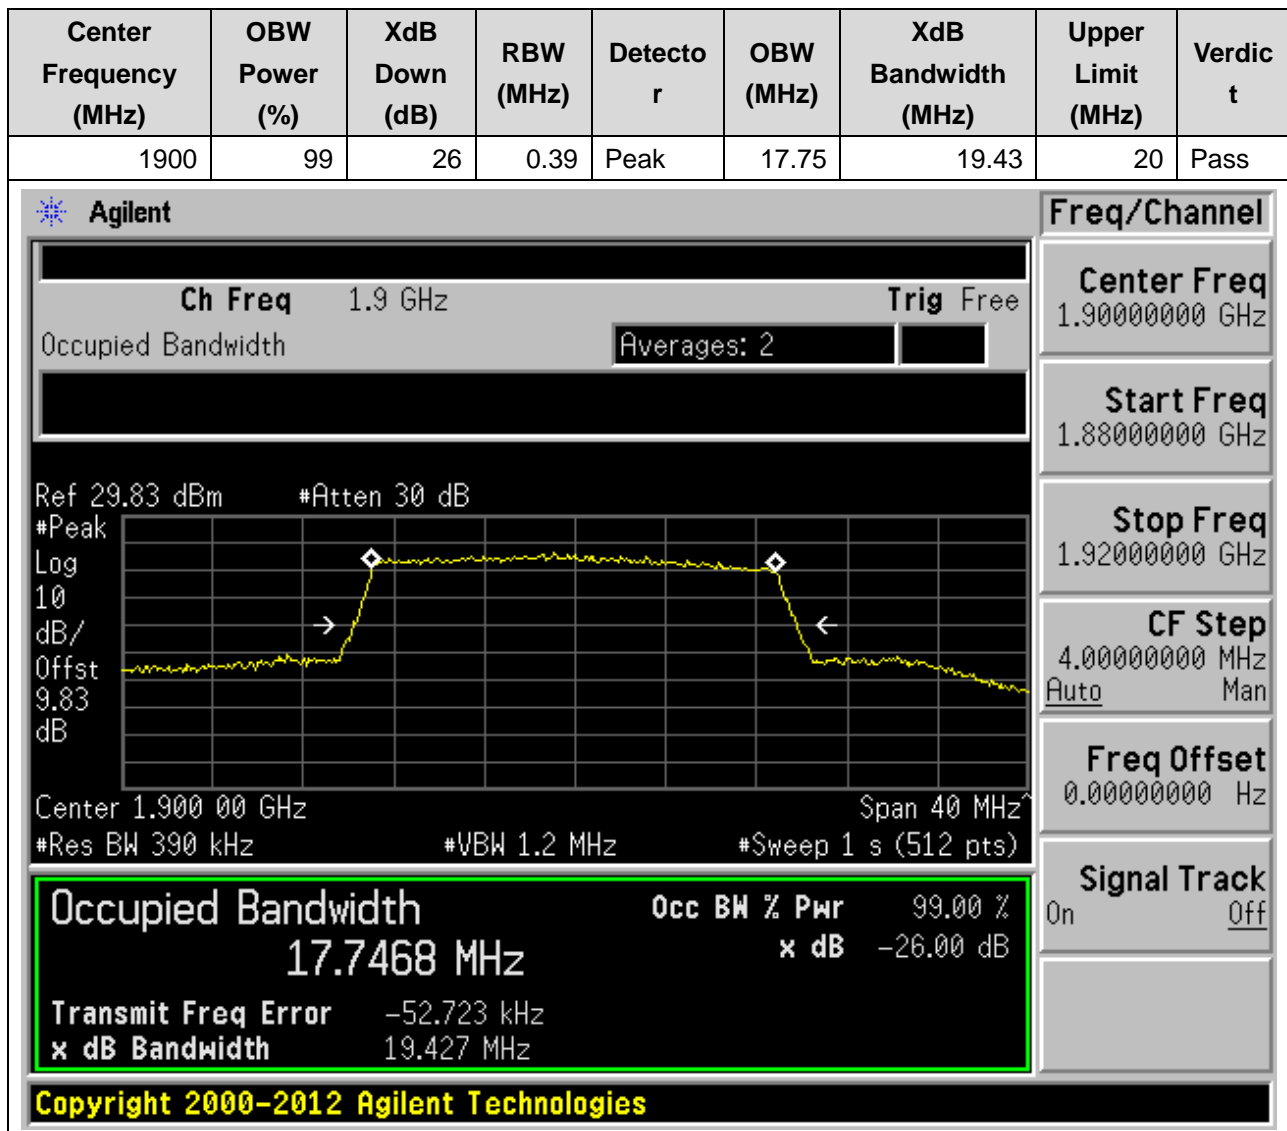 Center Frequency (MHz) OBW Power (%) XdB Down (dB) RBW (MHz) Detector OBW (MHz) XdB Bandwidth (MHz) Upper Limit (MHz) Verdict
1900 99 26 0.39 Peak 17.75 19.43 20 Pass
Agilent
Freq/Channel
Ch Freq 1.9 GHz Trig Free
Occupied Bandwidth Averages: 2
Center Freq
1.90000000 GHz
Start Freq
1.88000000 GHz
Stop Freq
1.92000000 GHz
CF Step
4.00000000 MHz
Auto Man
Freq Offset
0.00000000 Hz
Signal Track
On Off
Ref 29.83 dBm #Atten 30 dB
#Peak
Log
10
dB/
Offst
9.83
dB
Center 1.900 00 GHz Span 40 MHz^
#Res BW 390 kHz #VBW 1.2 MHz #Sweep 1 s (512 pts)
Occupied Bandwidth Occ BW % Pwr 99.00 %
17.7468 MHz x dB -26.00 dB
Transmit Freq Error -52.723 kHz
x dB Bandwidth 19.427 MHz
Copyright 2000-2012 Agilent Technologies